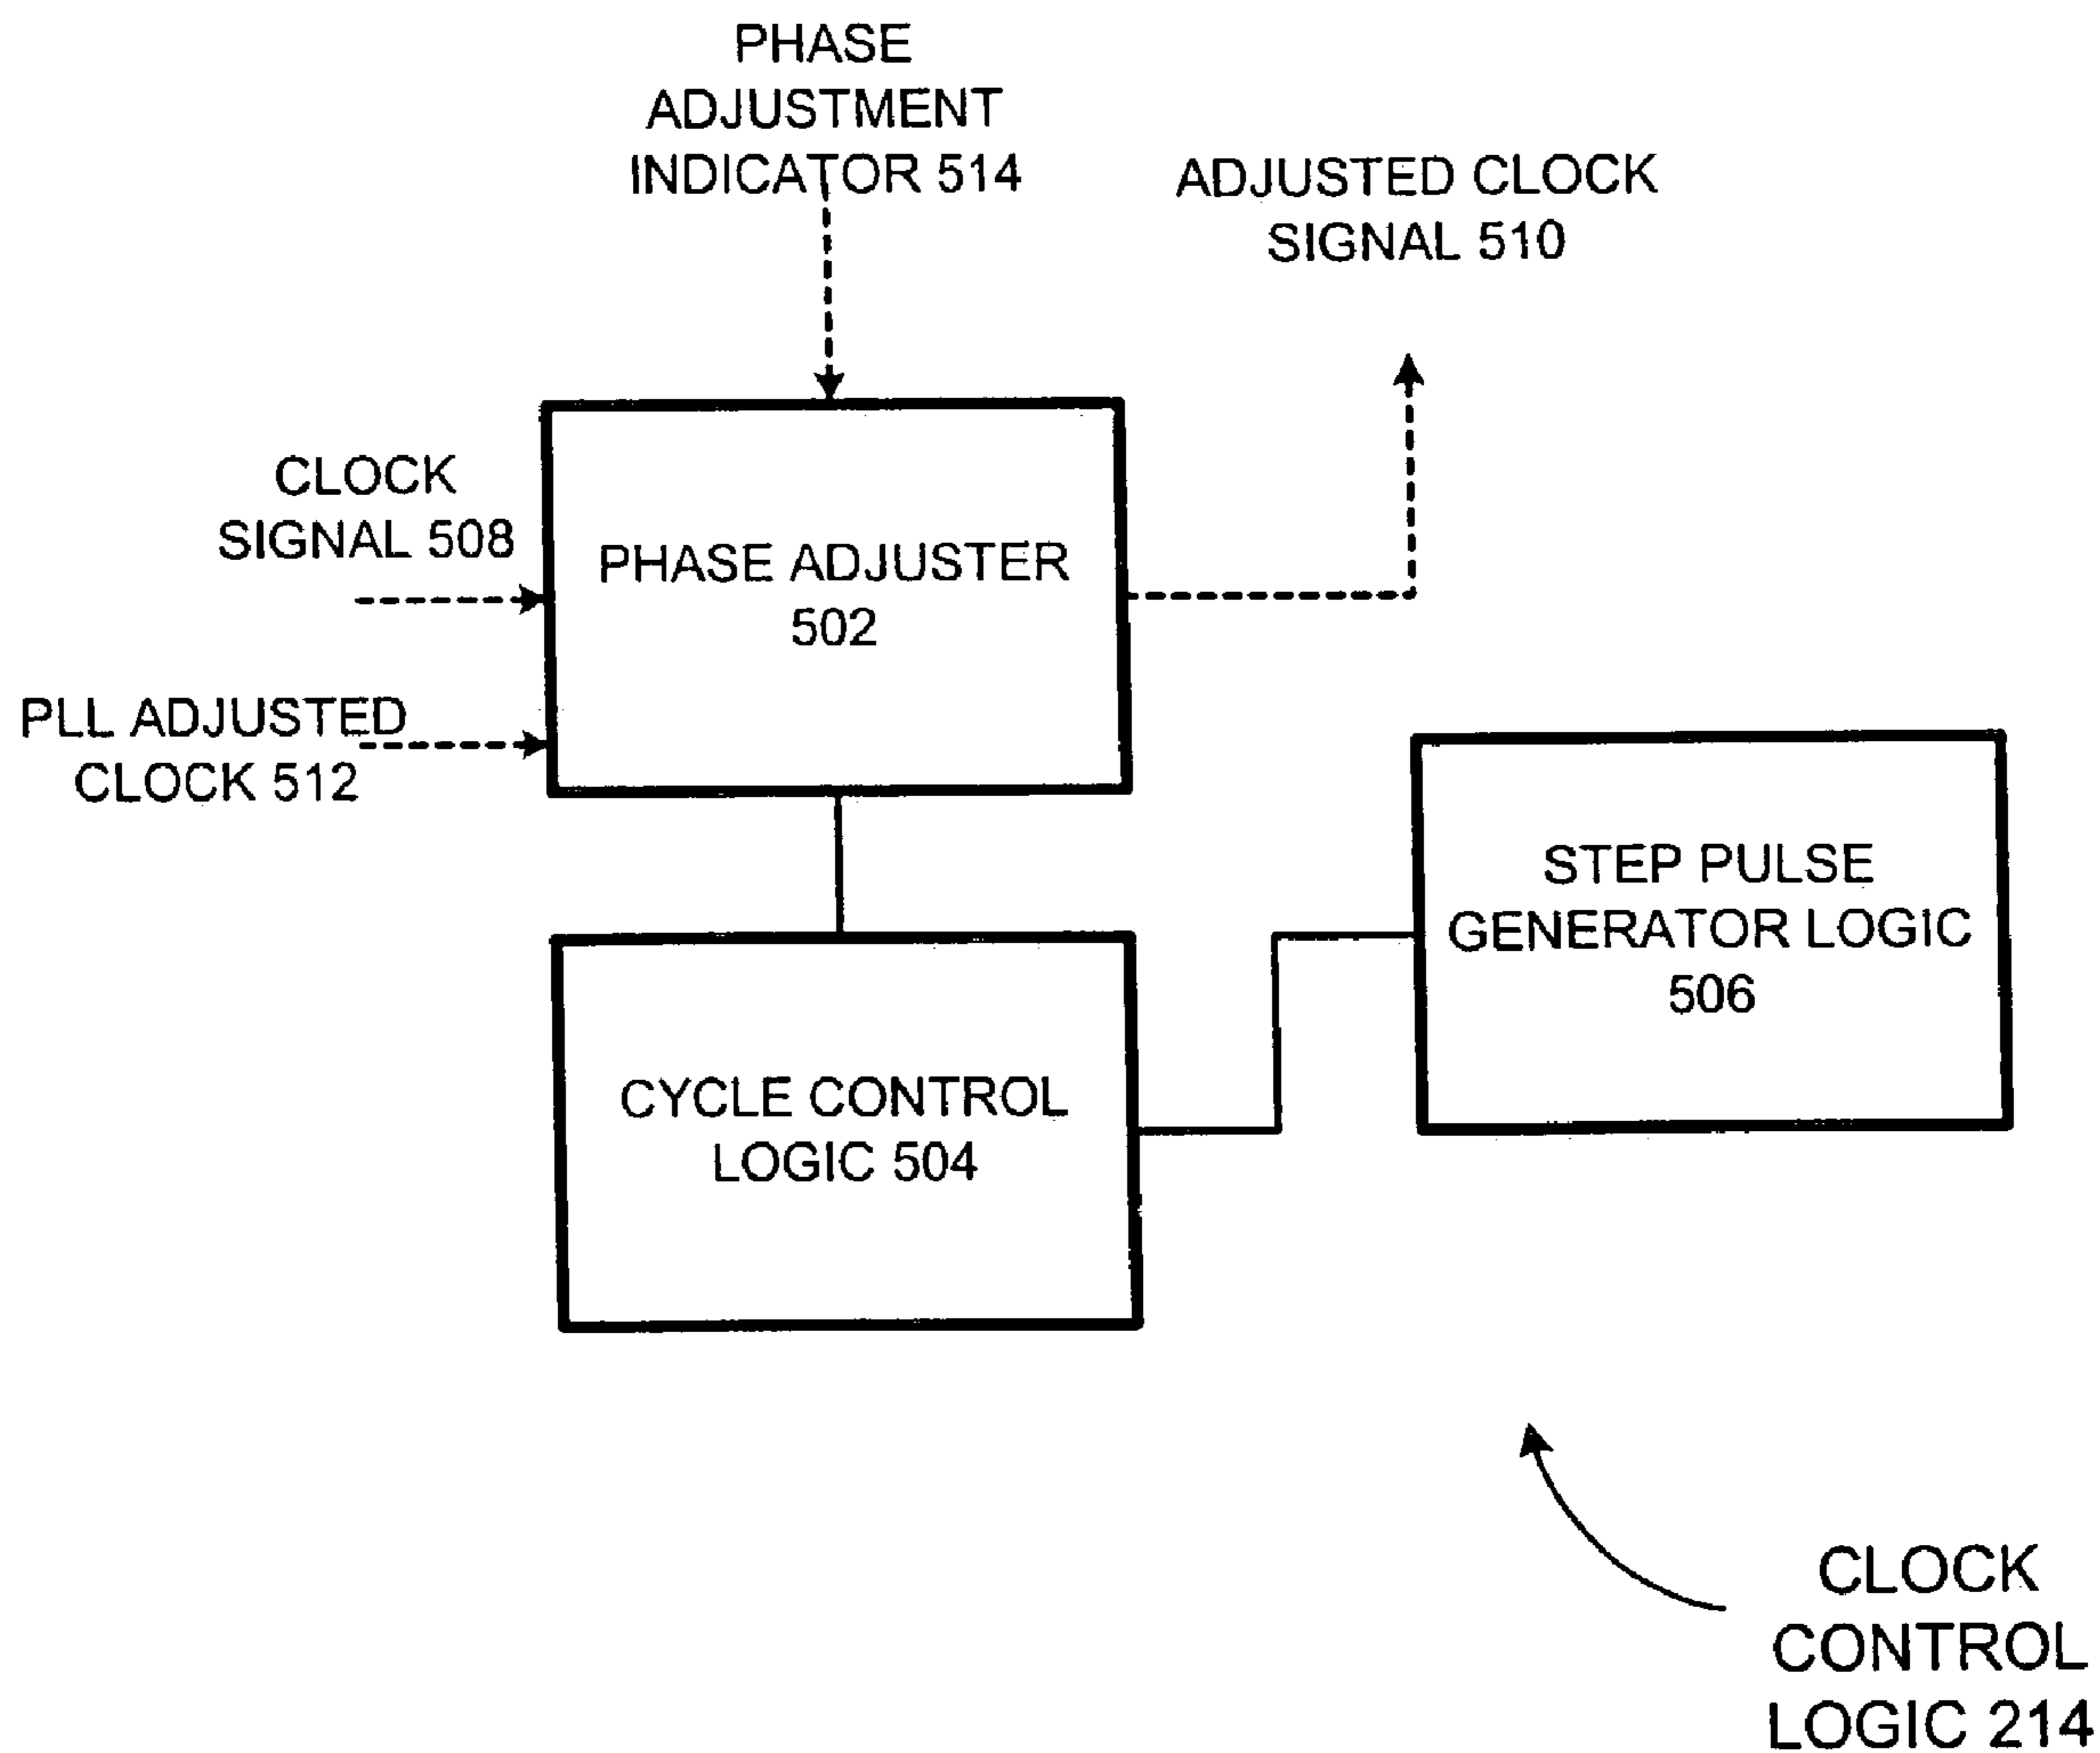 PHASE
ADJUSTMENT
INDICATOR 514
ADJUSTED CLOCK
SIGNAL 510
CLOCK
SIGNAL 508
PHASE ADJUSTER
502
PLL ADJUSTED
CLOCK 512
STEP PULSE
GENERATOR LOGIC
506
CYCLE CONTROL
LOGIC 504
CLOCK
CONTROL
LOGIC 214